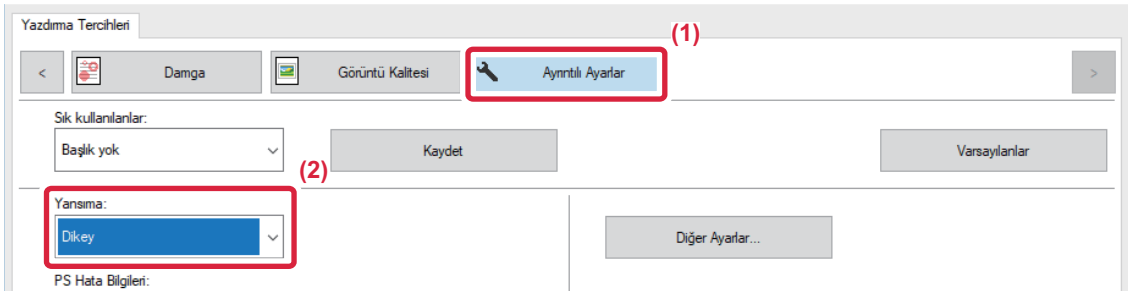 Yazdırma Tercihleri
(1)
<
Damga
Görüntü Kalitesi
Ayrıntılı Ayarlar
>
Sık kullanılanlar:
Başlık yok
Kaydet
Varsayılanlar
(2)
Yansıma:
Dikey
Diğer Ayarlar...
PS Hata Bilgileri: